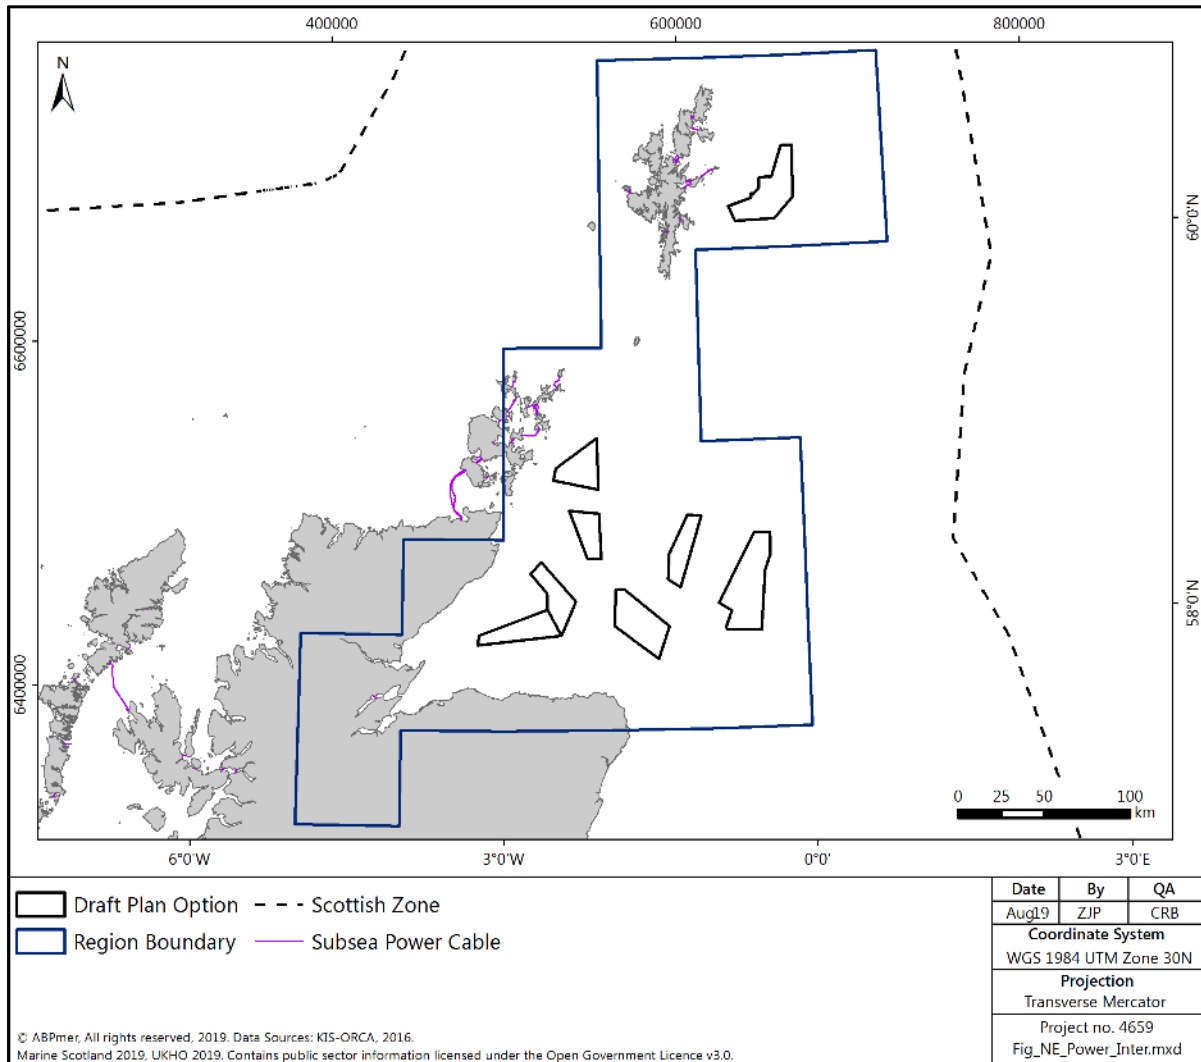 400000 600000 800000
N
60°0'N
6600000
58°0'N
6400000
0 25 50 100
km
6°0'W 3°0'W 0°0' 3°0'E
Draft Plan Option Scottish Zone
Region Boundary Subsea Power Cable
Date By QA
Aug19 ZJP CRB
Coordinate System
WGS 1984 UTM Zone 30N
Projection
Transverse Mercator
Project no. 4659
Fig_NE_Power_Inter.mxd
© ABPmer, All rights reserved, 2019. Data Sources: KIS-ORCA, 2016.
Marine Scotland 2019, UKHO 2019. Contains public sector information licensed under the Open Government Licence v3.0.